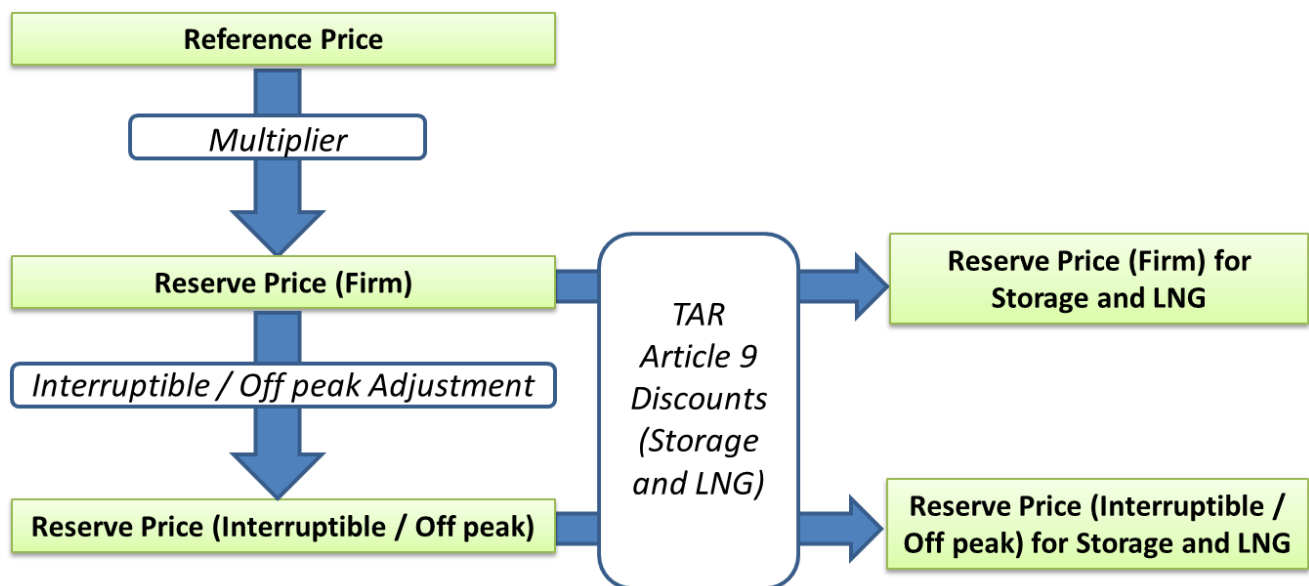 Reference Price
Multiplier
Reserve Price (Firm)
Interruptible / Off peak Adjustment
Reserve Price (Interruptible / Off peak)
TAR
Article 9
Discounts
(Storage
and LNG)
Reserve Price (Firm) for
Storage and LNG
Reserve Price (Interruptible /
Off peak) for Storage and LNG